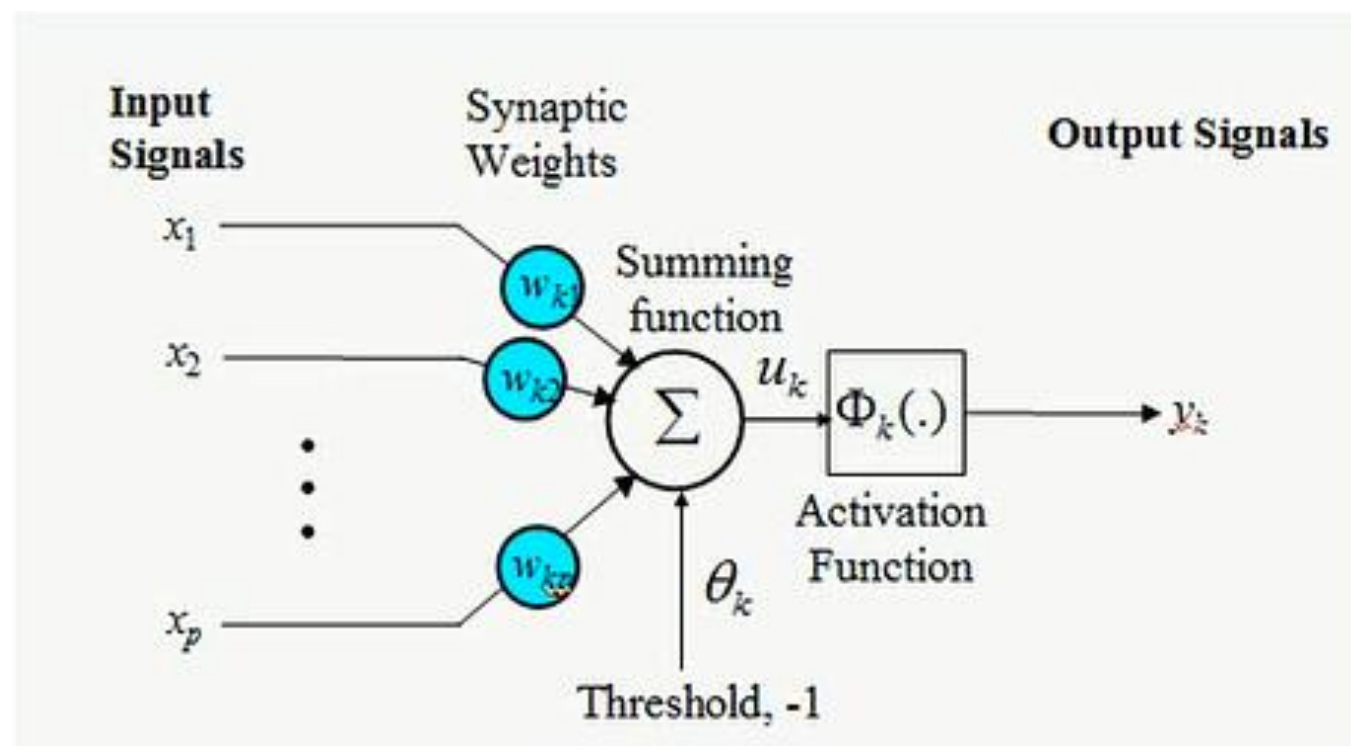 Input
Signals
Synaptic
Weights
Output Signals
x₁
wₖ₁
Summing
function
x₂
wₖ₂
Σ
uₖ
Φₖ(.)
yₖ
Activation
Function
xₚ
wₖₚ
θₖ
Threshold, -1